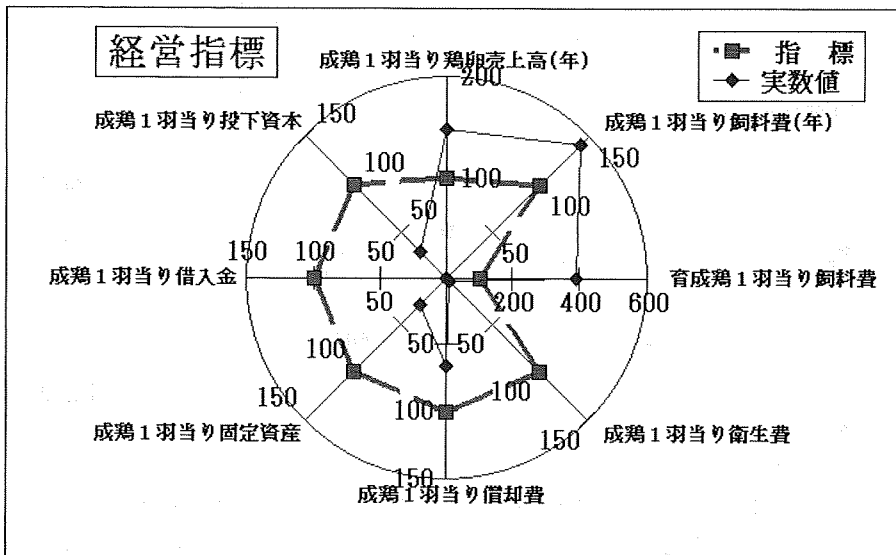 経営指標
指 標
実数値
成鶏1羽当り鶏卵売上高(年)
200
100
成鶏1羽当り飼料費(年)
150
100
50
育成鶏1羽当り飼料費
200 400 600
成鶏1羽当り衛生費
50
100
150
成鶏1羽当り償却費
50
100
150
成鶏1羽当り固定資産
100
150
成鶏1羽当り借入金
150 100 50
成鶏1羽当り投下資本
150
100
50
50